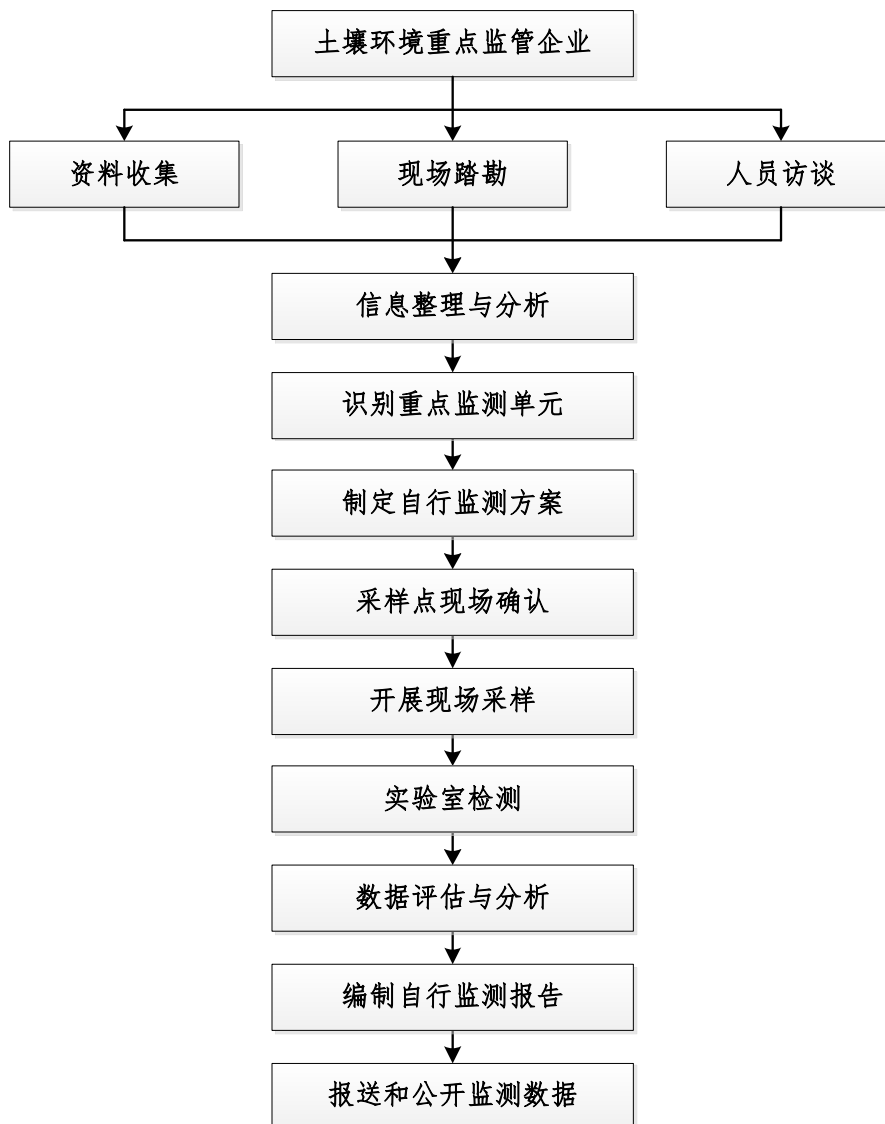 土壤环境重点监管企业
资料收集
现场踏勘
人员访谈
信息整理与分析
识别重点监测单元
制定自行监测方案
采样点现场确认
开展现场采样
实验室检测
数据评估与分析
编制自行监测报告
报送和公开监测数据